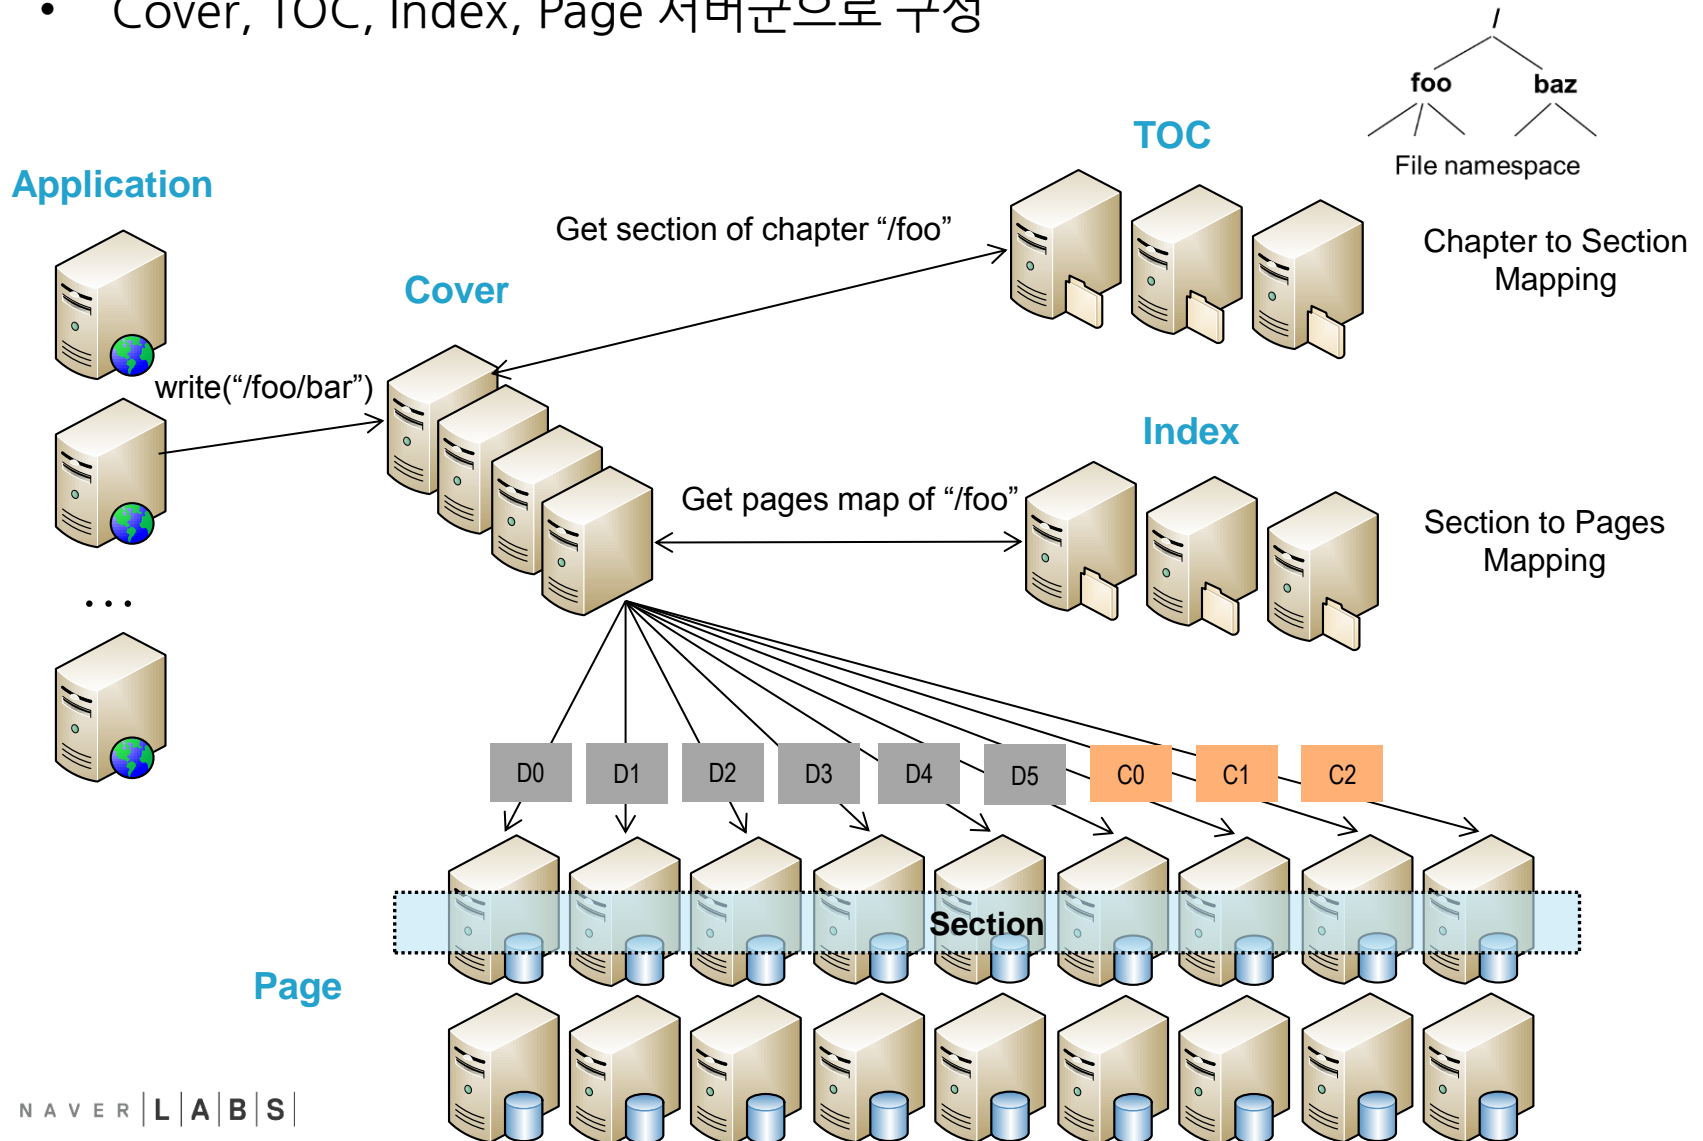 • Cover, TOC, Index, Page 서버군으로 구성
/
foo baz
File namespace
TOC
Application
Get section of chapter “/foo”
Chapter to Section
Mapping
Cover
write(“/foo/bar”)
Index
Get pages map of “/foo”
Section to Pages
Mapping
...
D0 D1 D2 D3 D4 D5 C0 C1 C2
Section
Page
NAVER LABS